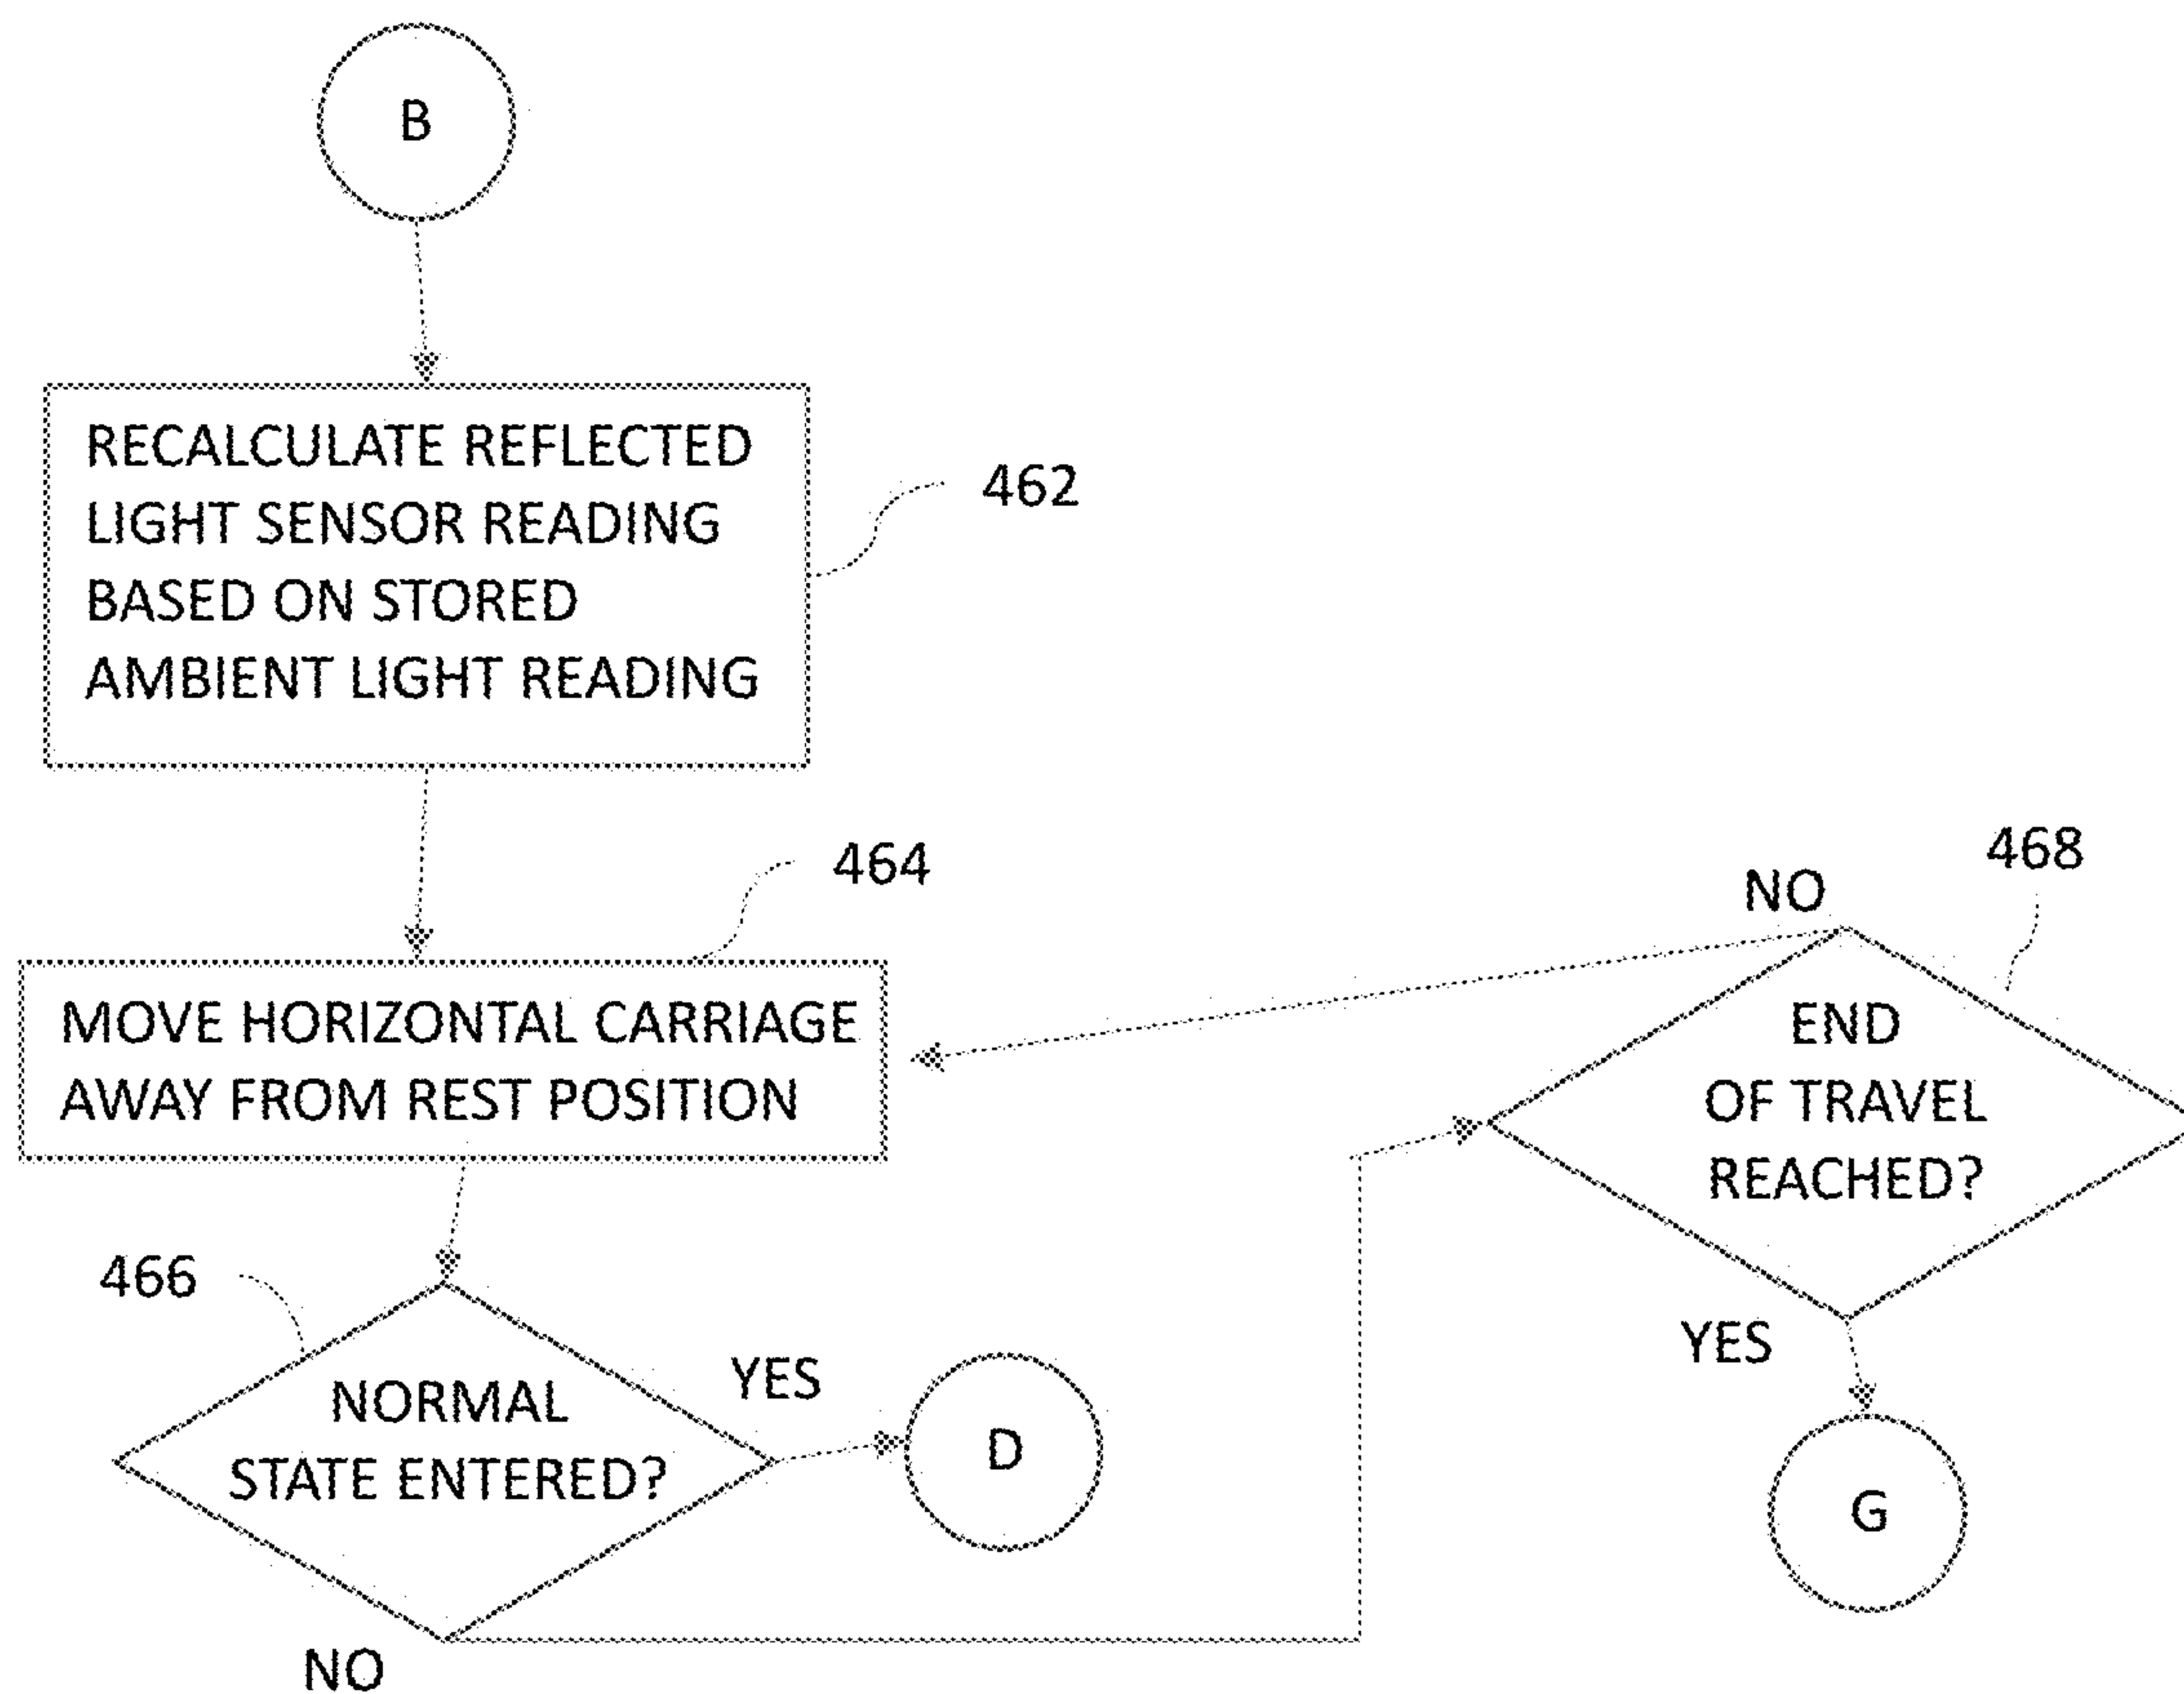 B
RECALCULATE REFLECTED
LIGHT SENSOR READING
BASED ON STORED
AMBIENT LIGHT READING
462
464
MOVE HORIZONTAL CARRIAGE
AWAY FROM REST POSITION
468
NO
END
OF TRAVEL
REACHED?
466
NORMAL
STATE ENTERED?
YES
D
NO
YES
G